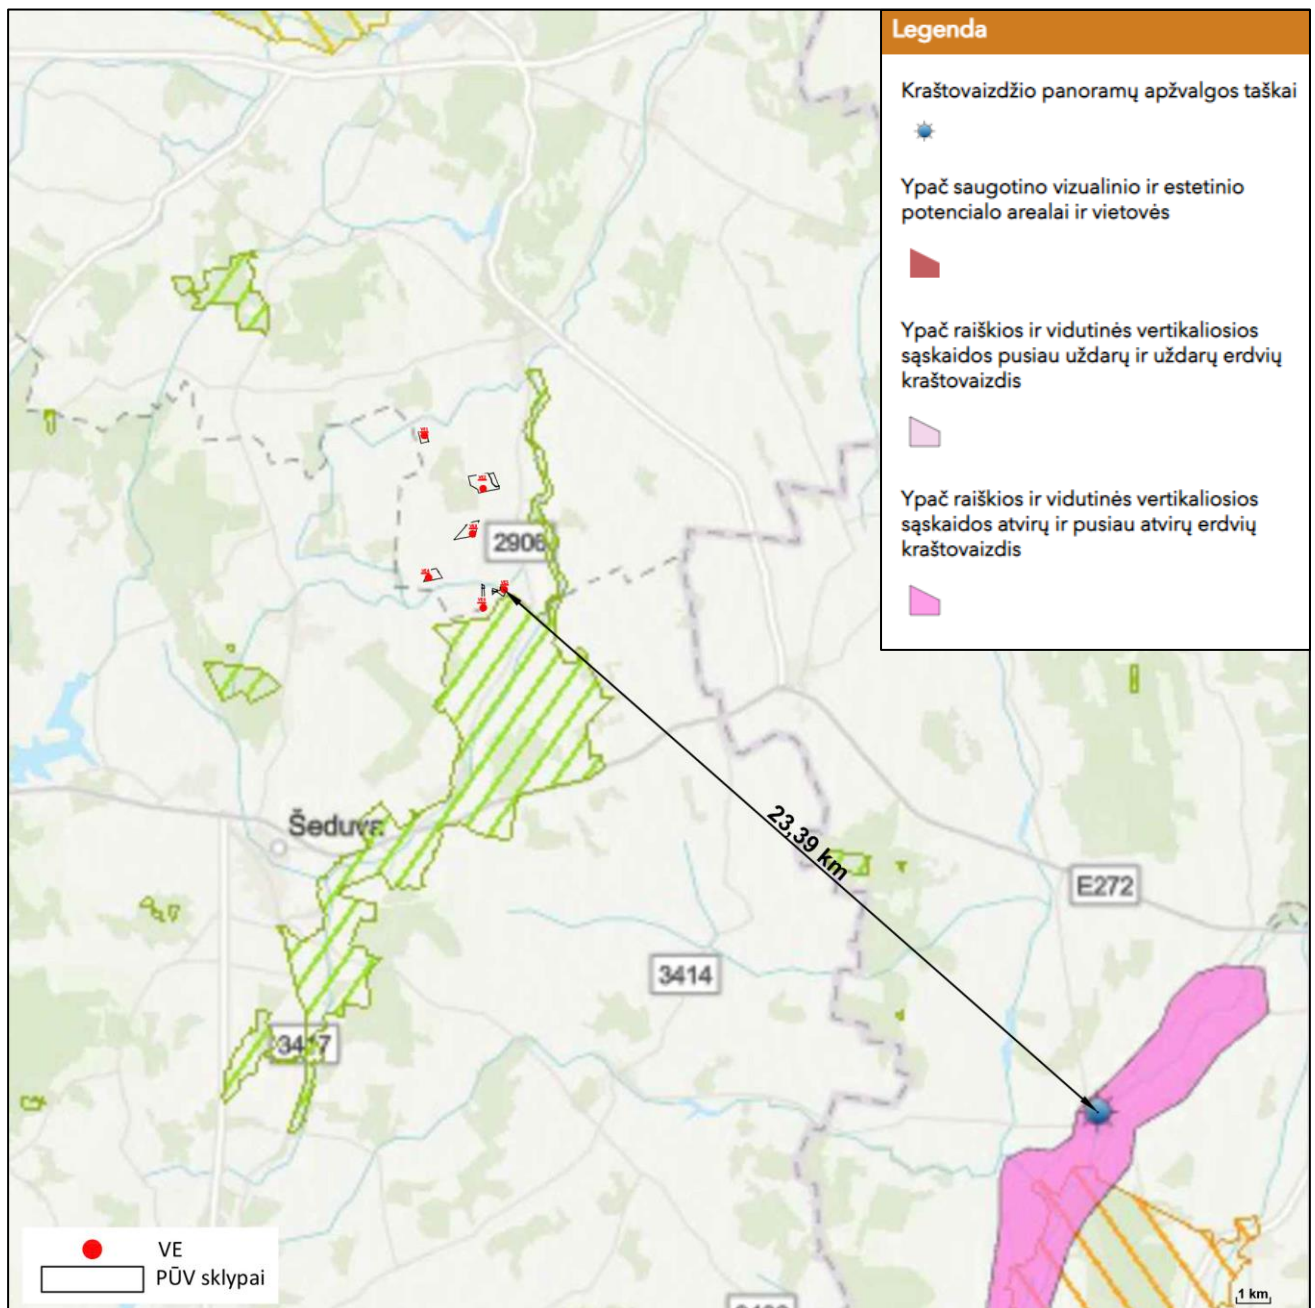 Legenda
Kraštovaizdžio panoramų apžvalgos taškai
Ypač saugotino vizualinio ir estetinio
potencialo arealai ir vietovės
Ypač raiškios ir vidutinės vertikaliosios
sąskaidos pusiau uždarų ir uždarų erdvių
kraštovaizdis
Ypač raiškios ir vidutinės vertikaliosios
sąskaidos atvirų ir pusiau atvirų erdvių
kraštovaizdis
2906
23,39 km
Šeduva
E272
3414
3417
VE
PŪV sklypai
1 km